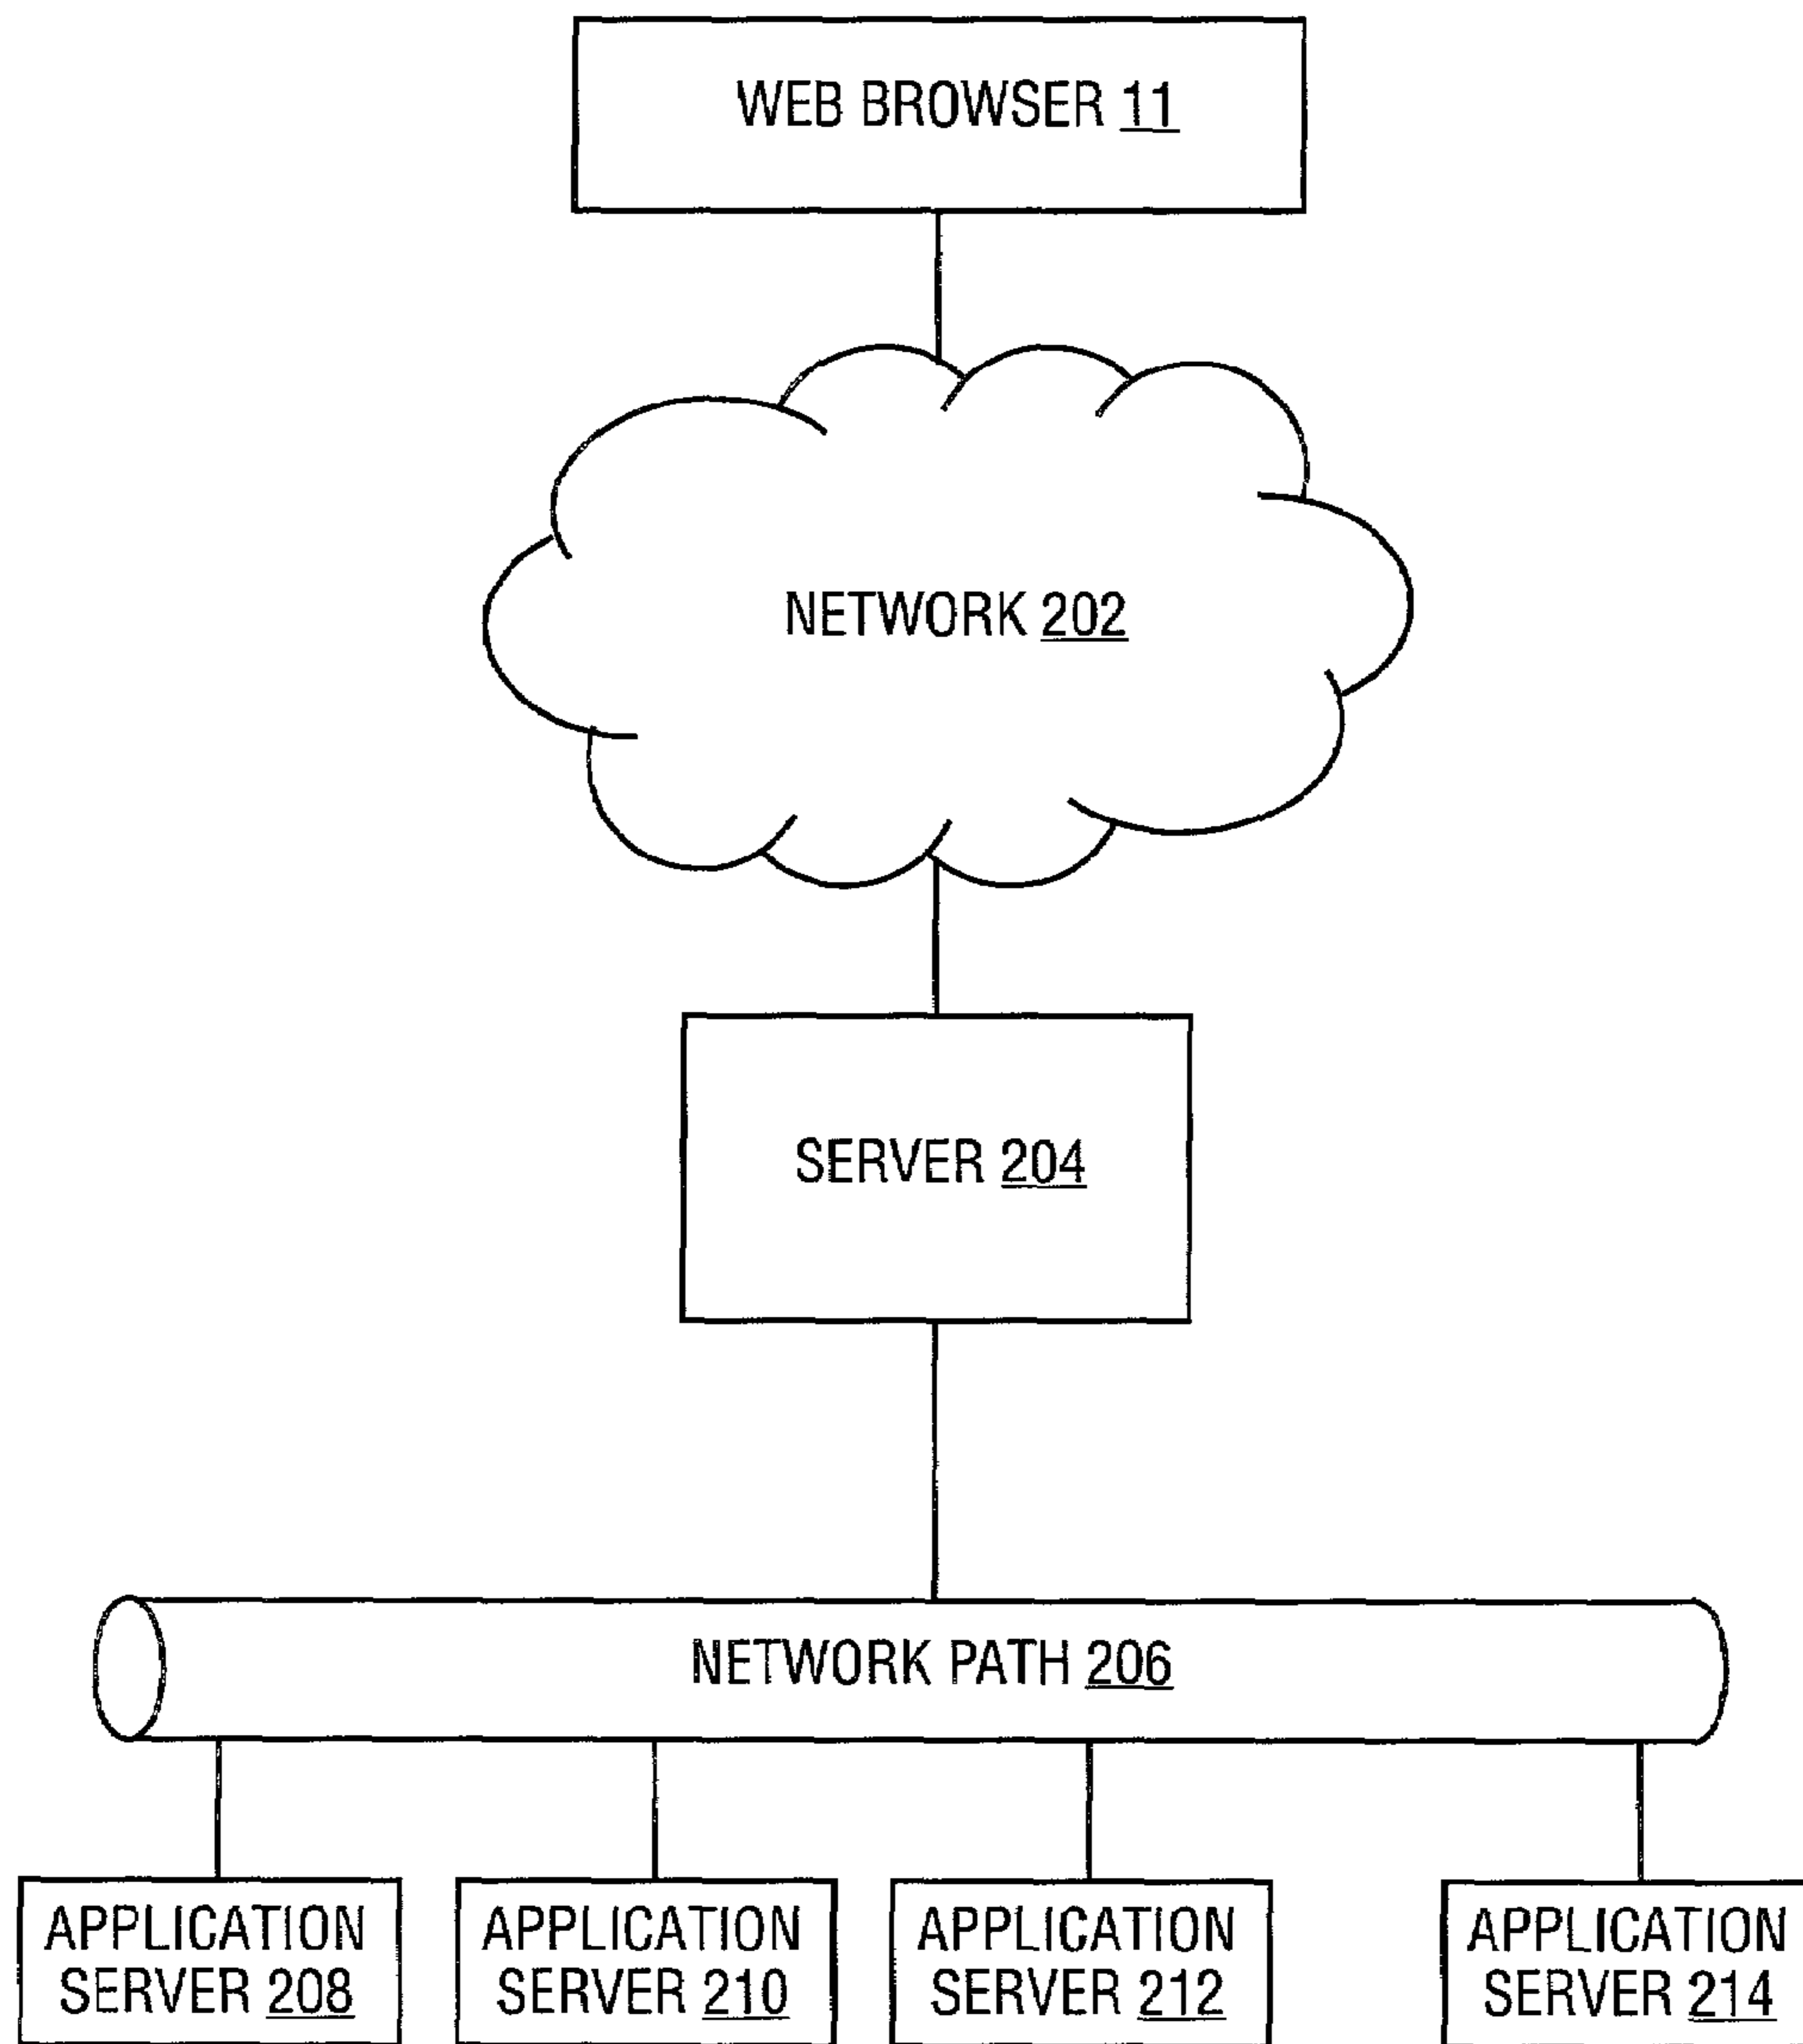 WEB BROWSER 11
NETWORK 202
SERVER 204
NETWORK PATH 206
APPLICATION
SERVER 208
APPLICATION
SERVER 210
APPLICATION
SERVER 212
APPLICATION
SERVER 214